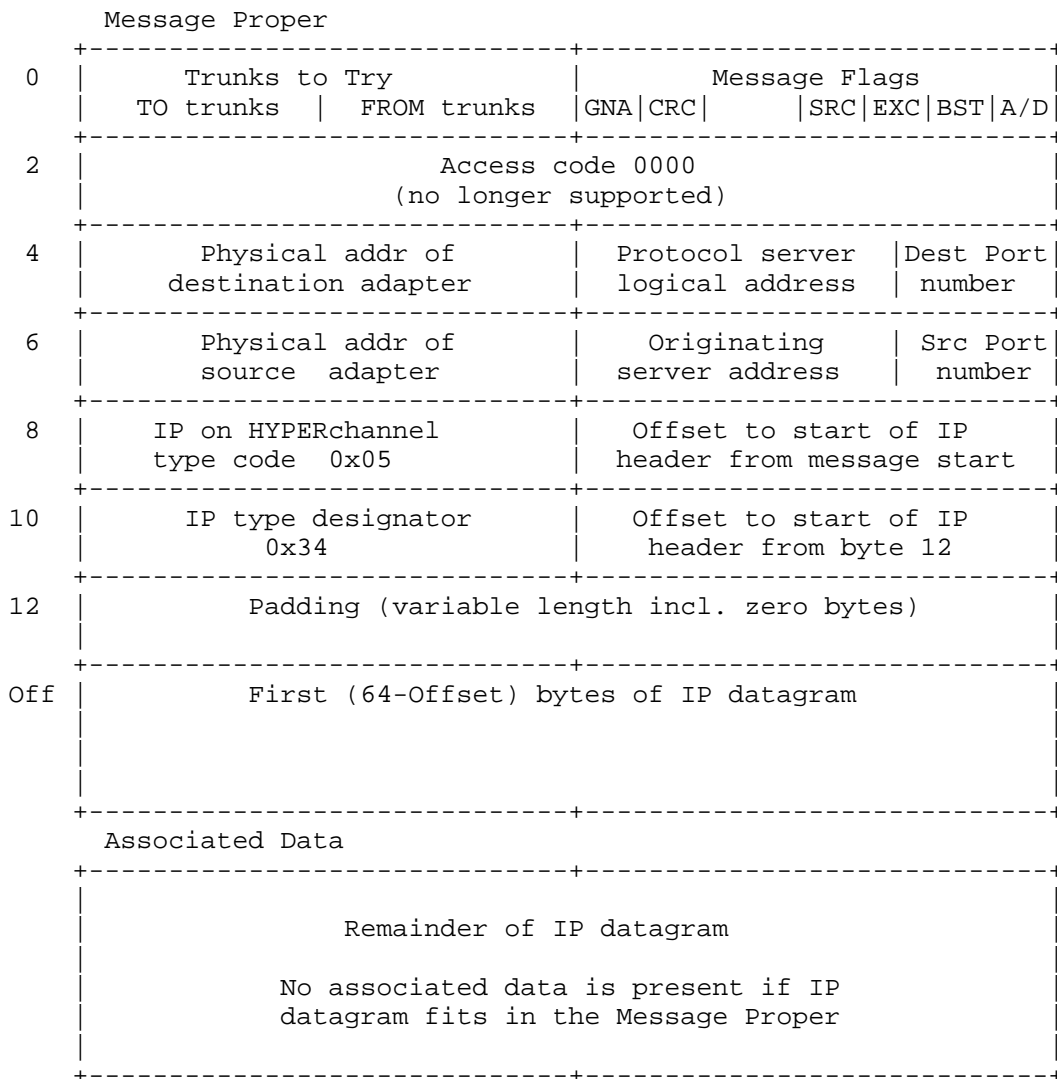 Message Proper
+------------------------------+-----------------------------+
0 | Trunks to Try | Message Flags |
| TO trunks | FROM trunks |GNA|CRC| |SRC|EXC|BST|A/D|
+------------------------------+-----------------------------+
2 | Access code 0000 |
| (no longer supported) |
+------------------------------+-----------------------------+
4 | Physical addr of | Protocol server |Dest Port|
| destination adapter | logical address | number |
+------------------------------+-----------------------------+
6 | Physical addr of | Originating | Src Port|
| source adapter | server address | number |
+------------------------------+-----------------------------+
8 | IP on HYPERchannel | Offset to start of IP |
| type code 0x05 | header from message start |
+------------------------------+-----------------------------+
10 | IP type designator | Offset to start of IP |
| 0x34 | header from byte 12 |
+------------------------------+-----------------------------+
12 | Padding (variable length incl. zero bytes) |
| |
+------------------------------+-----------------------------+
Off | First (64-Offset) bytes of IP datagram |
| |
| |
| |
+------------------------------+-----------------------------+
Associated Data
+------------------------------+-----------------------------+
| |
| Remainder of IP datagram |
| |
| No associated data is present if IP |
| datagram fits in the Message Proper |
| |
+------------------------------+-----------------------------+